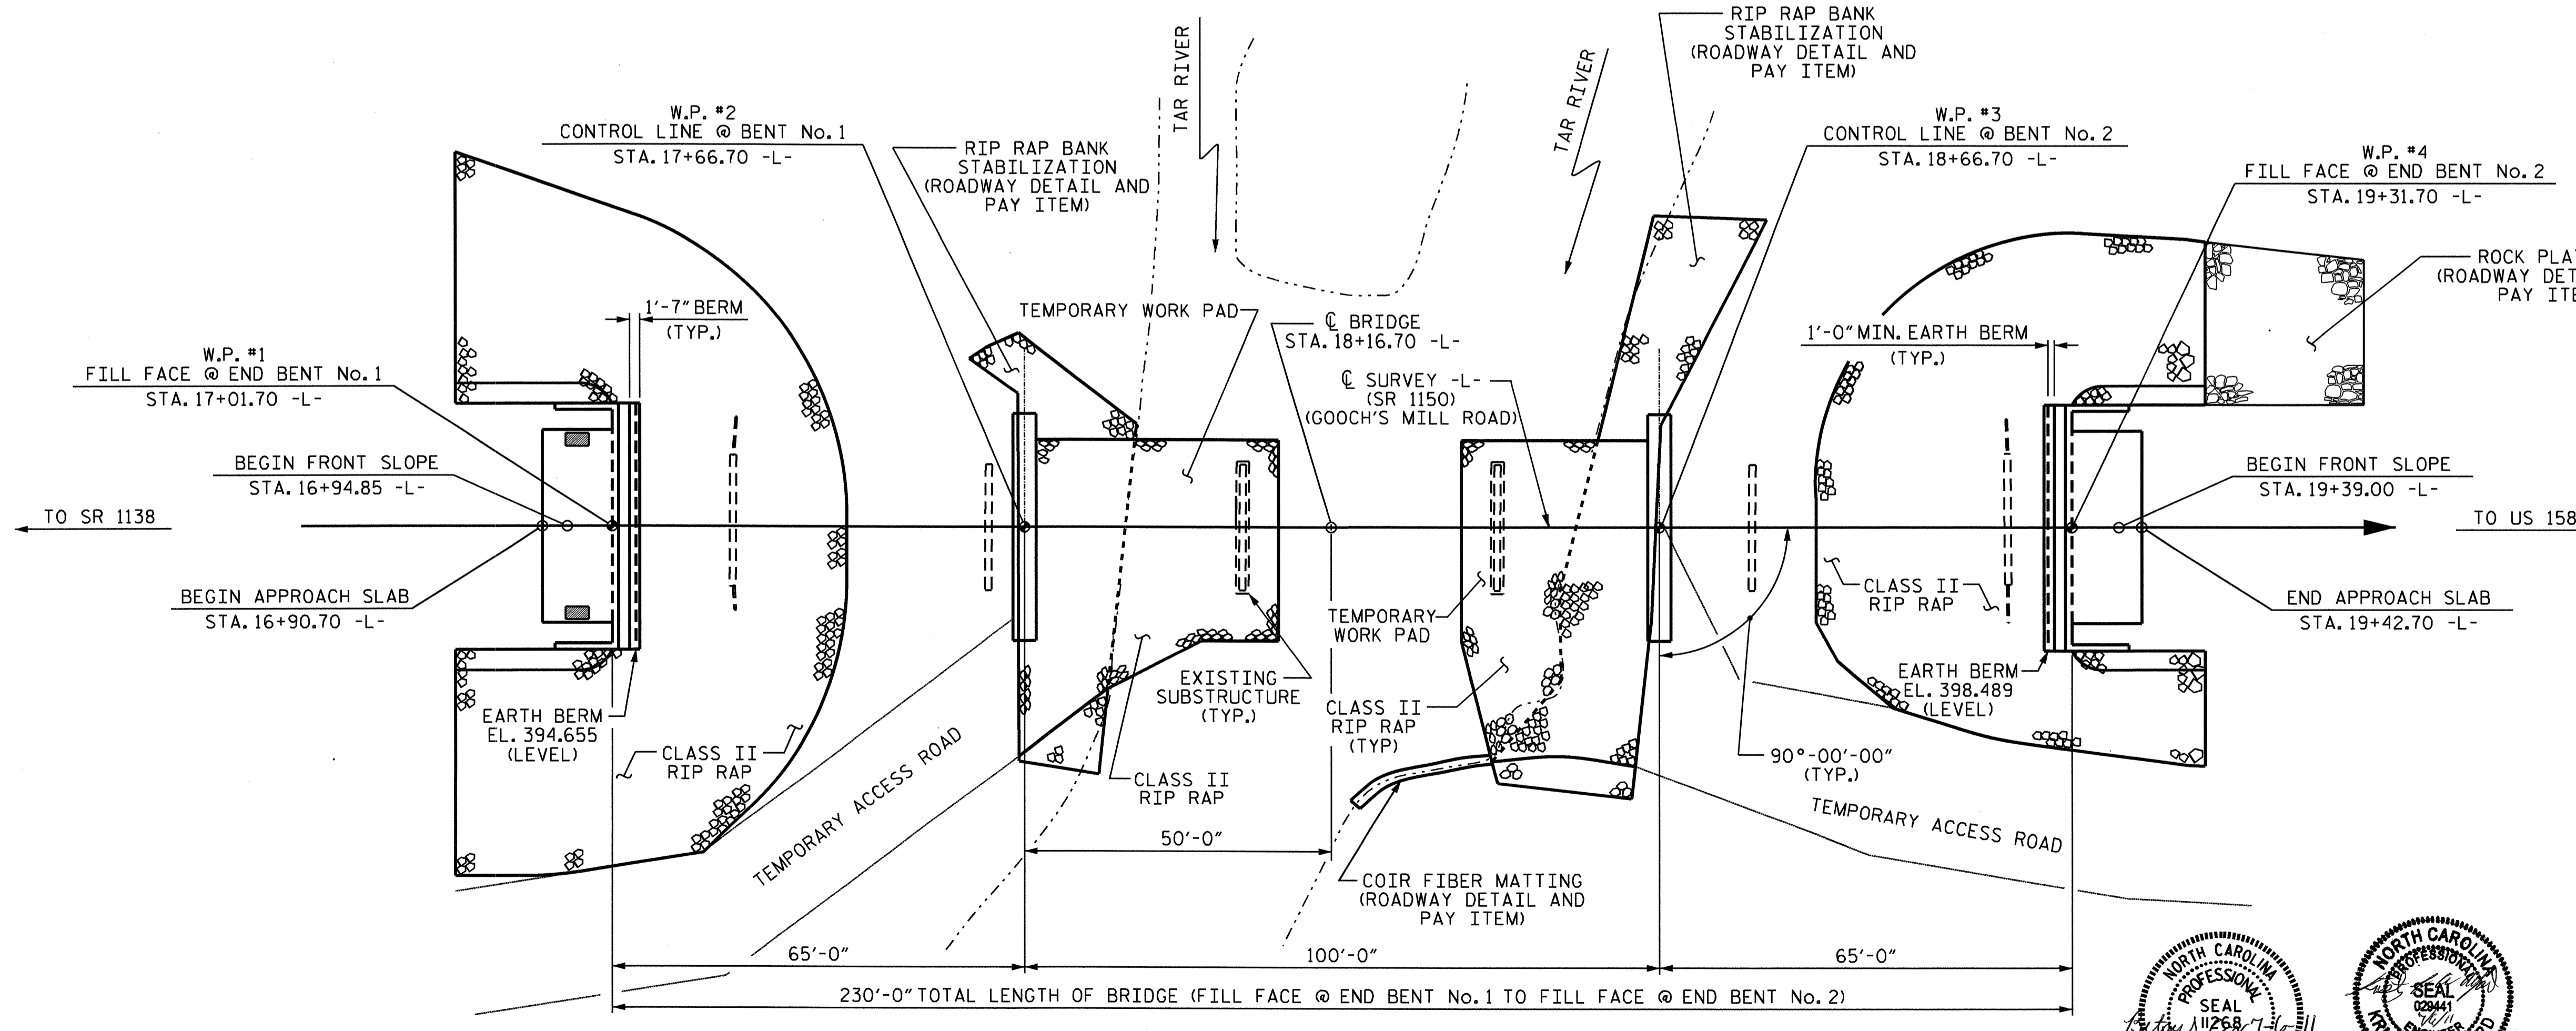 RIP RAP BANK
STABILIZATION
(ROADWAY DETAIL AND
PAY ITEM)
TAR RIVER
TAR RIVER
W.P. #2
CONTROL LINE @ BENT No. 1
STA. 17+66.70 -L-
RIP RAP BANK
STABILIZATION
(ROADWAY DETAIL AND
PAY ITEM)
W.P. #3
CONTROL LINE @ BENT No. 2
STA. 18+66.70 -L-
W.P. #4
FILL FACE @ END BENT No. 2
STA. 19+31.70 -L-
ROCK PLA
(ROADWAY DET
PAY ITE
1'-7" BERM
(TYP.)
TEMPORARY WORK PAD
℄ BRIDGE
STA. 18+16.70 -L-
1'-0" MIN. EARTH BERM
(TYP.)
W.P. #1
FILL FACE @ END BENT No. 1
STA. 17+01.70 -L-
℄ SURVEY -L-
(SR 1150)
(GOOCH'S MILL ROAD)
BEGIN FRONT SLOPE
STA. 16+94.85 -L-
BEGIN FRONT SLOPE
STA. 19+39.00 -L-
TO SR 1138
TO US 158
BEGIN APPROACH SLAB
STA. 16+90.70 -L-
TEMPORARY
WORK PAD
CLASS II
RIP RAP
END APPROACH SLAB
STA. 19+42.70 -L-
EXISTING
SUBSTRUCTURE
(TYP.)
EARTH BERM
EL. 398.489
(LEVEL)
EARTH BERM
EL. 394.655
(LEVEL)
CLASS II
RIP RAP
CLASS II
RIP RAP
(TYP)
CLASS II
RIP RAP
90°-00'-00"
(TYP.)
TEMPORARY ACCESS ROAD
TEMPORARY ACCESS ROAD
50'-0"
COIR FIBER MATTING
(ROADWAY DETAIL AND
PAY ITEM)
65'-0"
100'-0"
65'-0"
230'-0" TOTAL LENGTH OF BRIDGE (FILL FACE @ END BENT No. 1 TO FILL FACE @ END BENT No. 2)
NORTH CAROLINA
PROFESSIONAL
SEAL
11268
NORTH CAROLINA
PROFESSIONAL
SEAL
029441